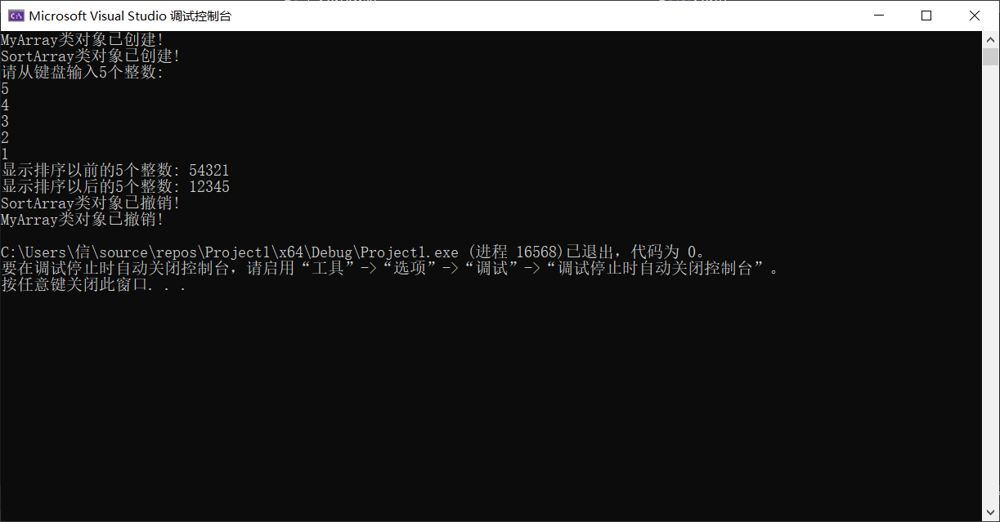 Microsoft Visual Studio 调试控制台
MyArray类对象已创建!
SortArray类对象已创建!
请从键盘输入5个整数:
5
4
3
2
1
显示排序以前的5个整数: 54321
显示排序以后的5个整数: 12345
SortArray类对象已撤销!
MyArray类对象已撤销!
C:\Users\信\source\repos\Project1\x64\Debug\Project1.exe (进程 16568)已退出，代码为 0。
要在调试停止时自动关闭控制台，请启用“工具”->“选项”->“调试”->“调试停止时自动关闭控制台”。
按任意键关闭此窗口. . .